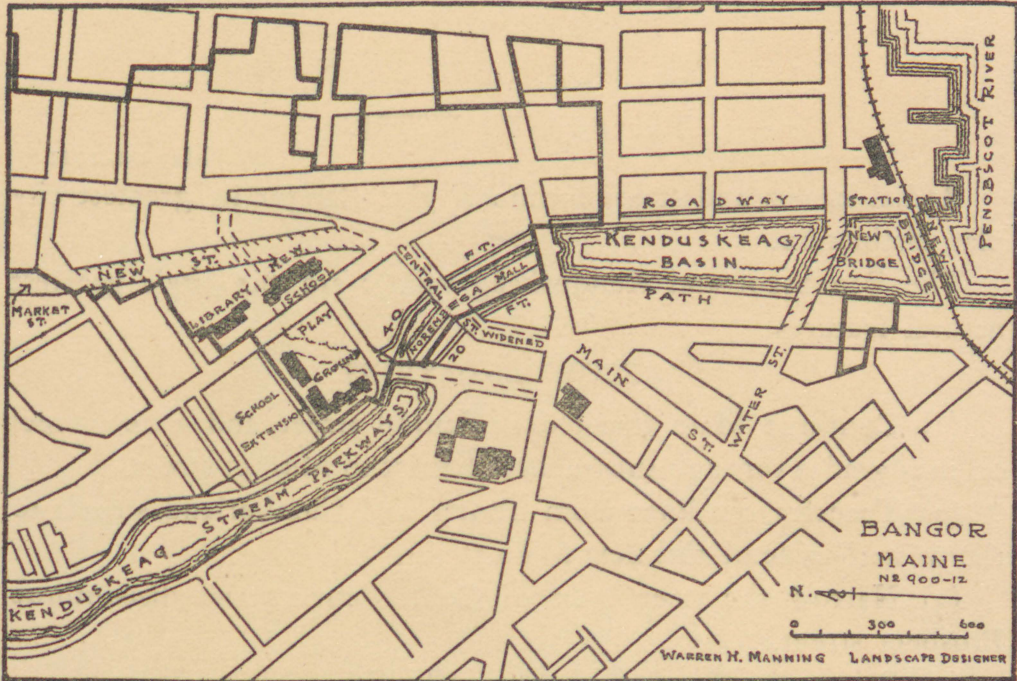 PENOBSCOT RIVER
ROADWAY
STATION
KENDUSKEAG
BASIN
NEW
BRIDGE
NEW
BRIDGE
PATH
CENTRAL
FT.
MALL
NOREMBEGA
FT.
40
20
ST. WIDENED
NEW ST.
NEW
SCHOOL
LIBRARY
MARKET
ST.
PLAY
GROUND
SCHOOL
EXTENSION
MAIN ST.
WATER ST.
KENDUSKEAG STREAM PARKWAYS
BANGOR
MAINE
No 900-12
N.
0 300 600
WARREN H. MANNING LANDSCAPE DESIGNER